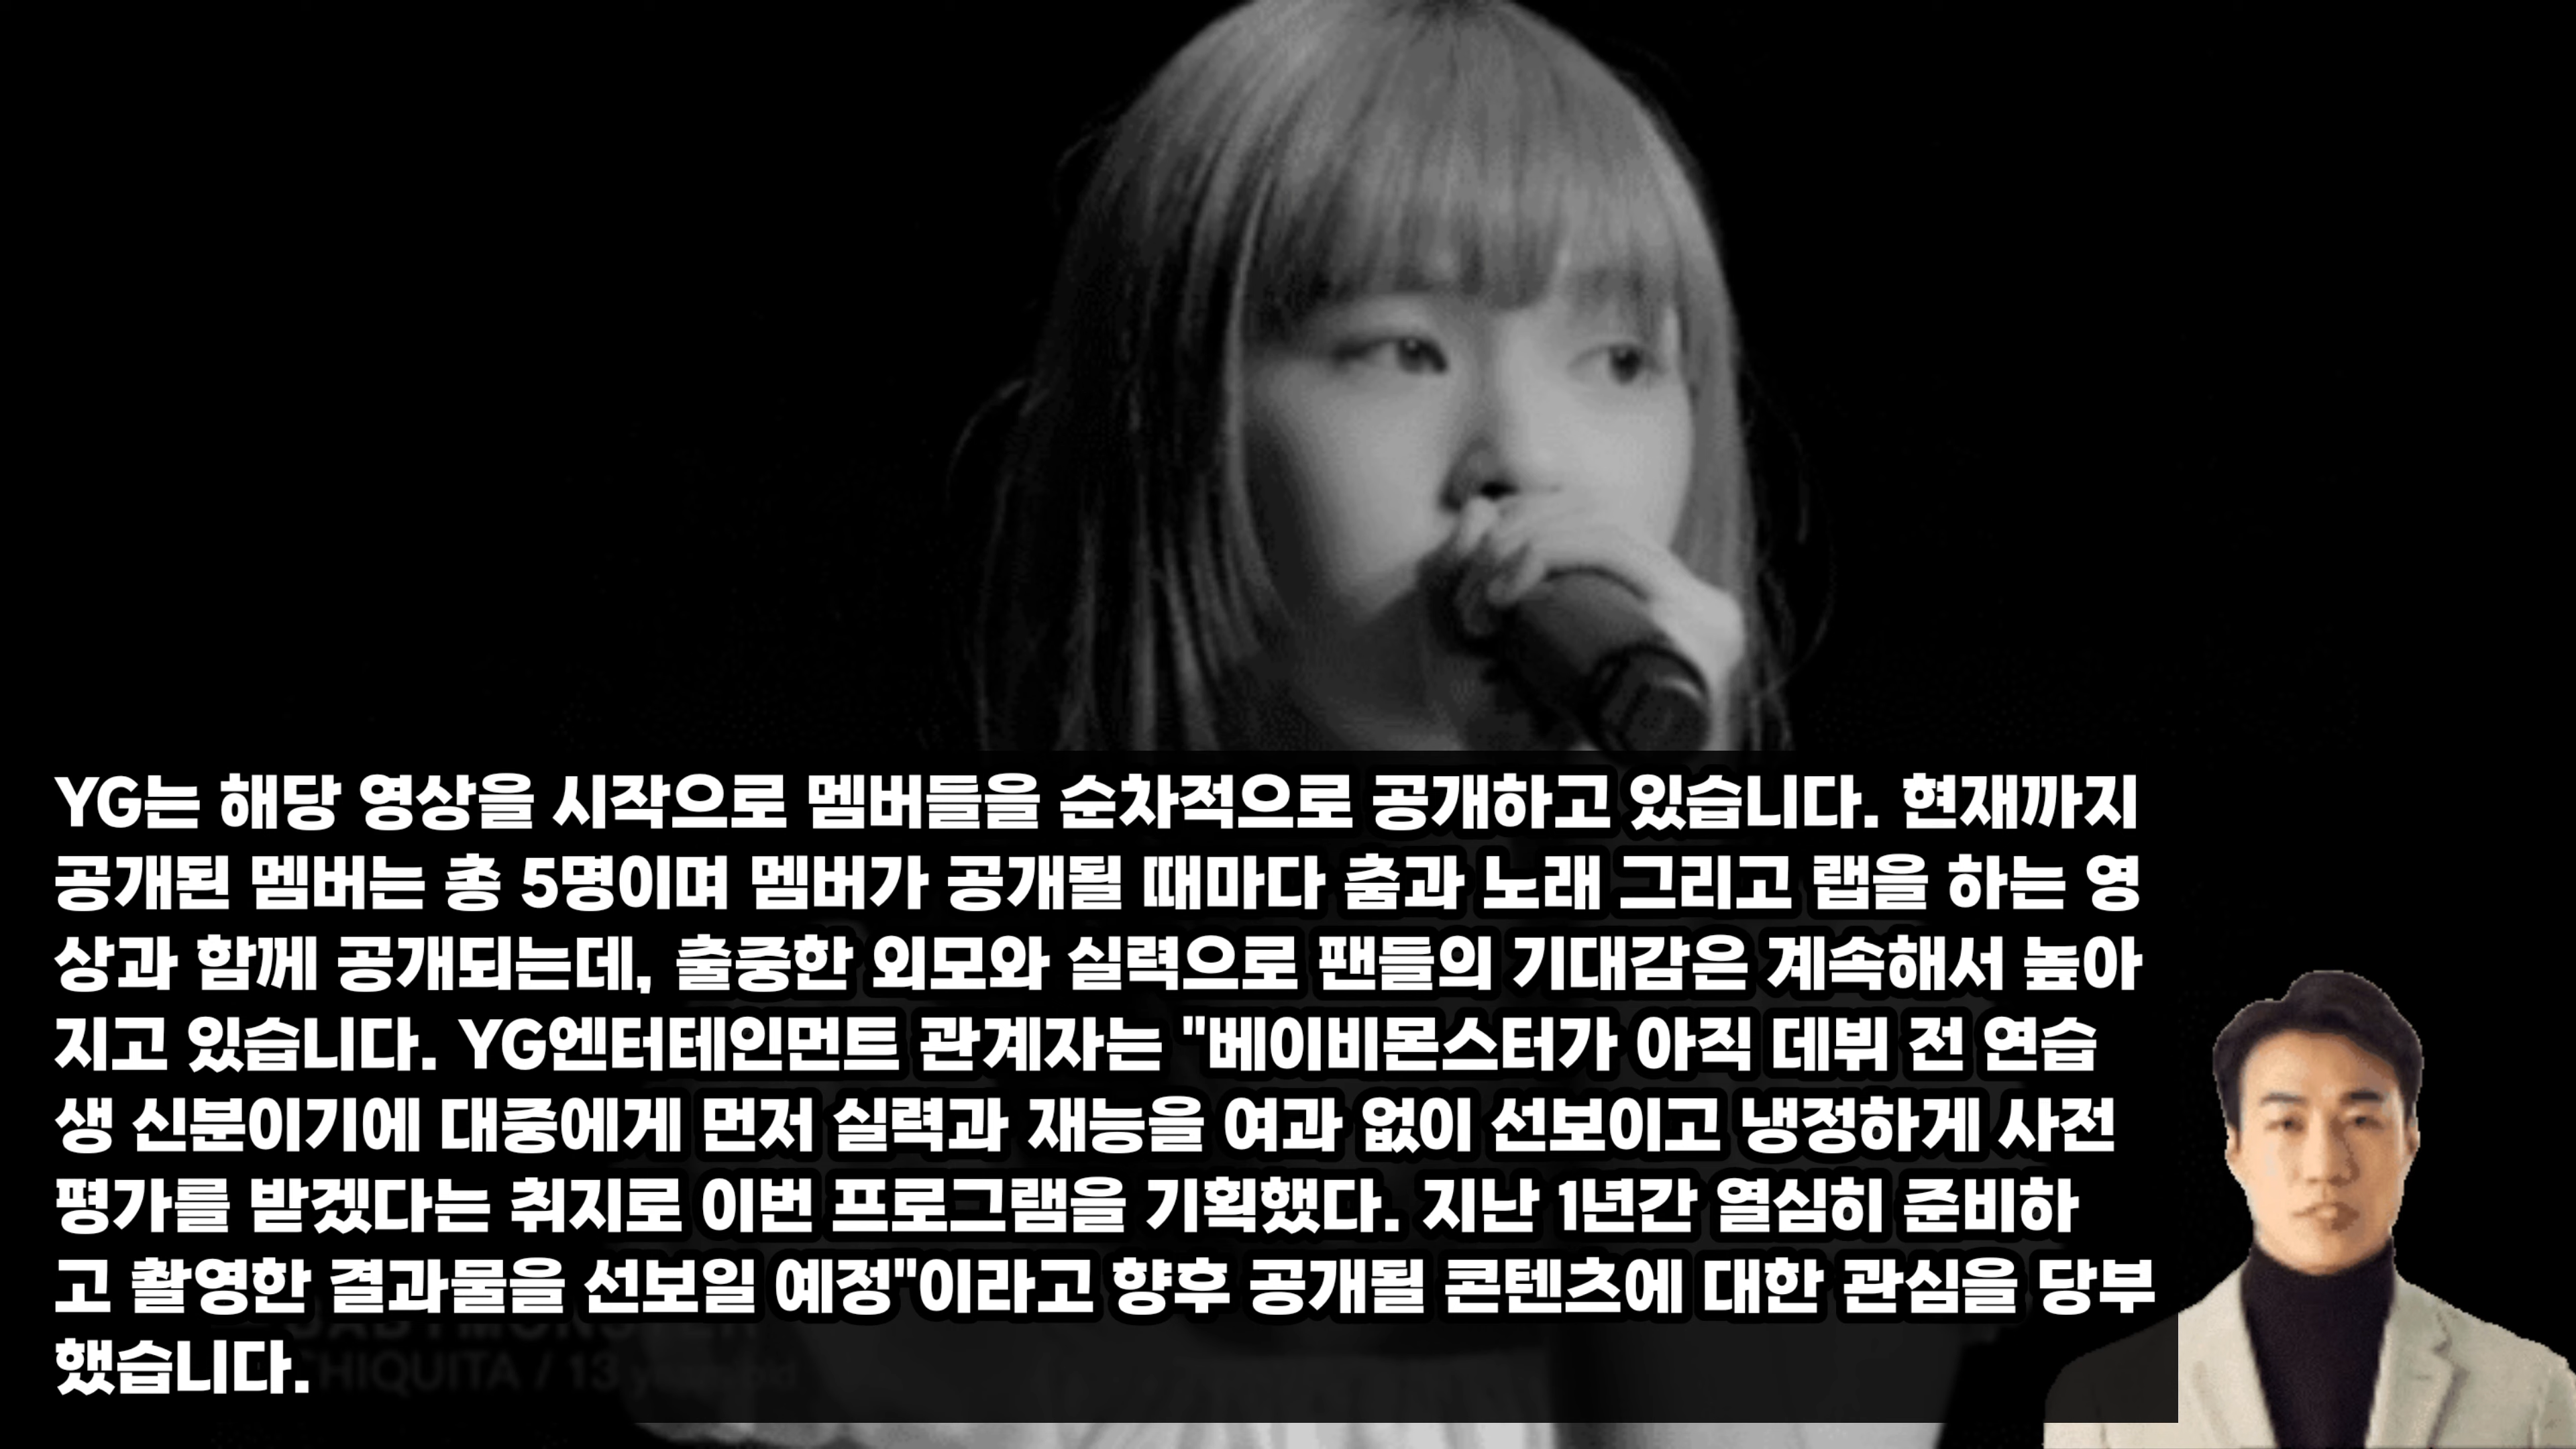 YG는 해당 영상을 시작으로 멤버들을 순차적으로 공개하고 있습니다. 현재까지
공개된 멤버는 총 5명이며 멤버가 공개될 때마다 춤과 노래 그리고 랩을 하는 영
상과 함께 공개되는데, 출중한 외모와 실력으로 팬들의 기대감은 계속해서 높아
지고 있습니다. YG엔터테인먼트 관계자는 "베이비몬스터가 아직 데뷔 전 연습
생 신분이기에 대중에게 먼저 실력과 재능을 여과 없이 선보이고 냉정하게 사전
평가를 받겠다는 취지로 이번 프로그램을 기획했다. 지난 1년간 열심히 준비하
고 촬영한 결과물을 선보일 예정"이라고 향후 공개될 콘텐츠에 대한 관심을 당부
했습니다.
BABYMONSTER
CHIQUITA / 13